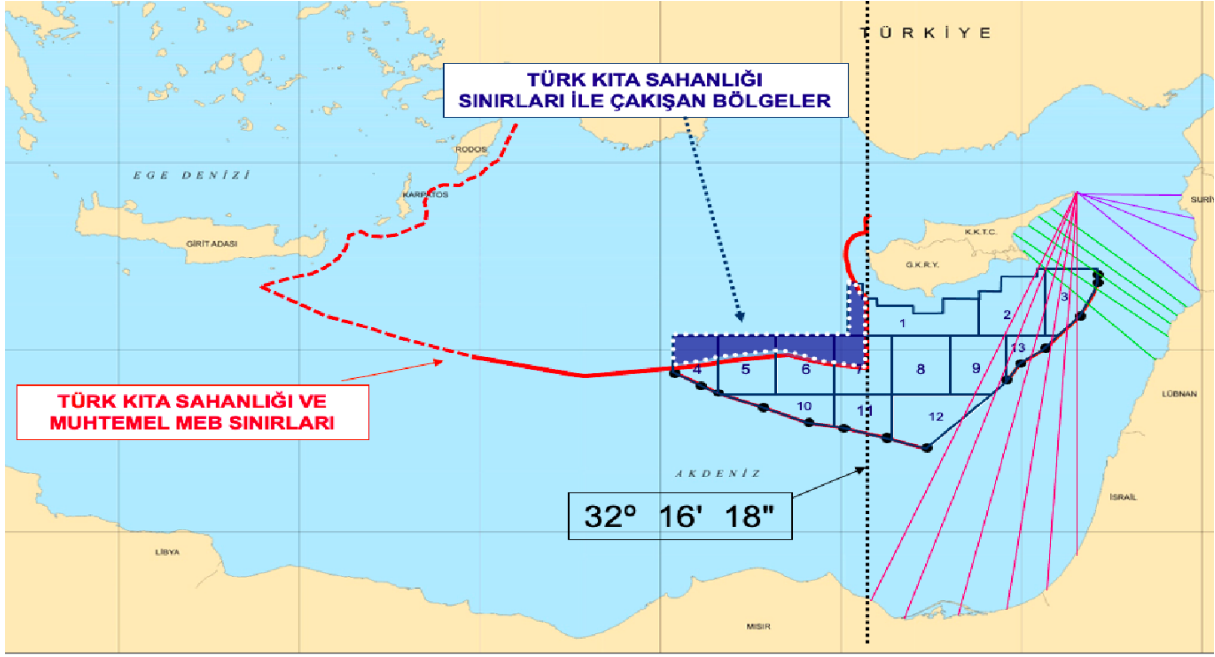 TÜRKİYE
TÜRK KITA SAHANLIĞI
SINIRLARI İLE ÇAKIŞAN BÖLGELER
RODOS
EGE DENİZİ
KARPATOS
SURİY
K.K.T.C.
GİRİT ADASI
G.K.R.Y.
3
1
2
13
4
5
6
7
8
9
TÜRK KITA SAHANLIĞI VE
MUHTEMEL MEB SINIRLARI
LÜBNAN
10
11
12
AKDENİZ
32° 16' 18"
İSRAİL
LİBYA
MISIR